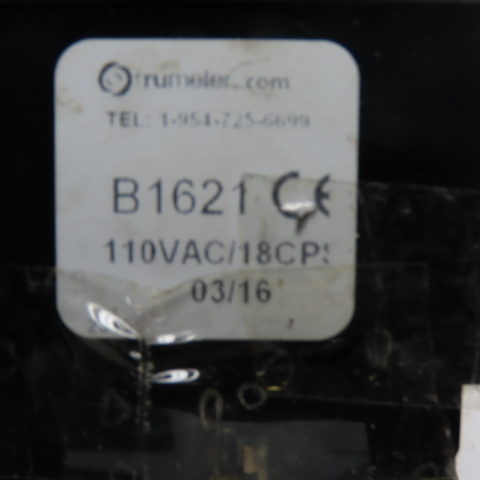 trumeter.com
TEL: 1-954-725-6699
B1621 CE
110VAC/18CPS
03/16